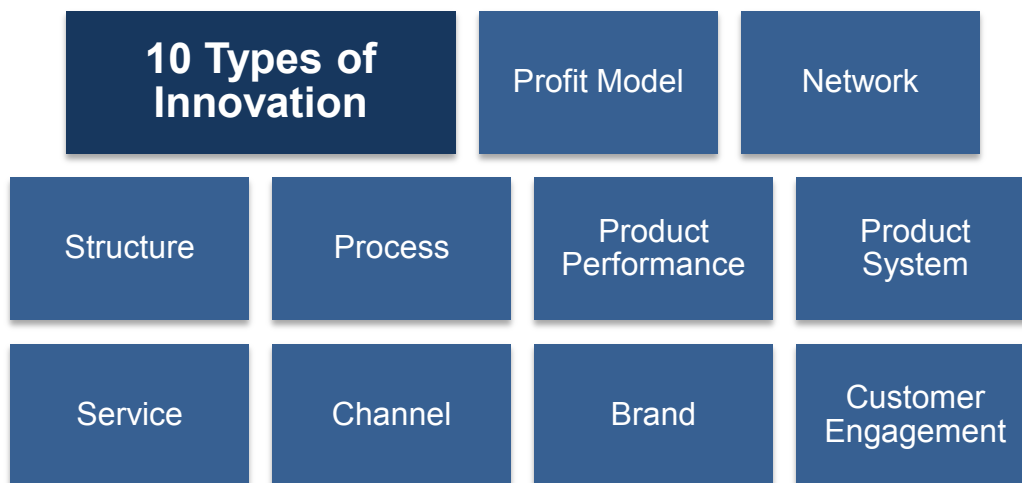 10 Types of
Innovation
Profit Model
Network
Structure
Process
Product
Performance
Product
System
Service
Channel
Brand
Customer
Engagement